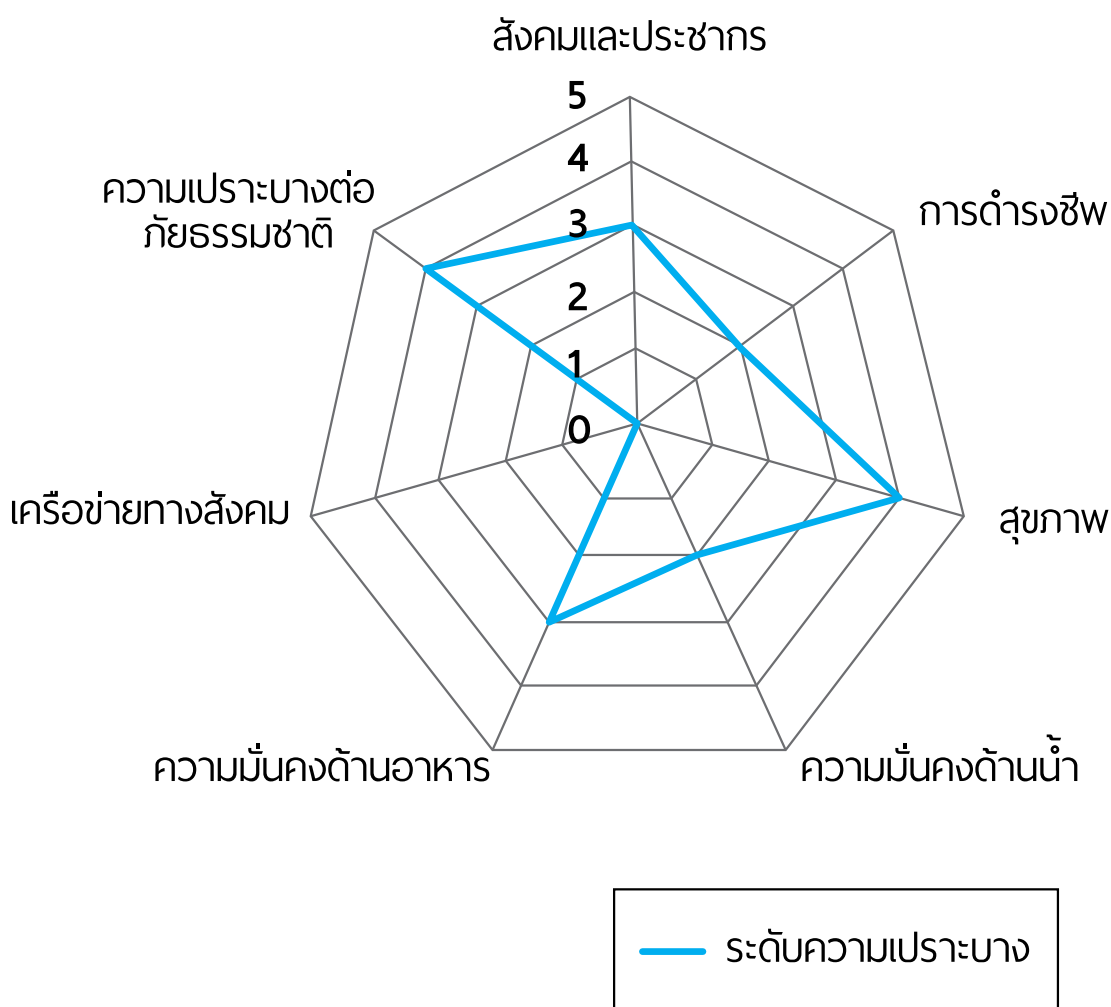 สังคมและประชากร
5
4
3
2
1
0
ความเปราะบางต่อ
ภัยธรรมชาติ
การดำรงชีพ
เครือข่ายทางสังคม
สุขภาพ
ความมั่นคงด้านอาหาร
ความมั่นคงด้านน้ำ
ระดับความเปราะบาง